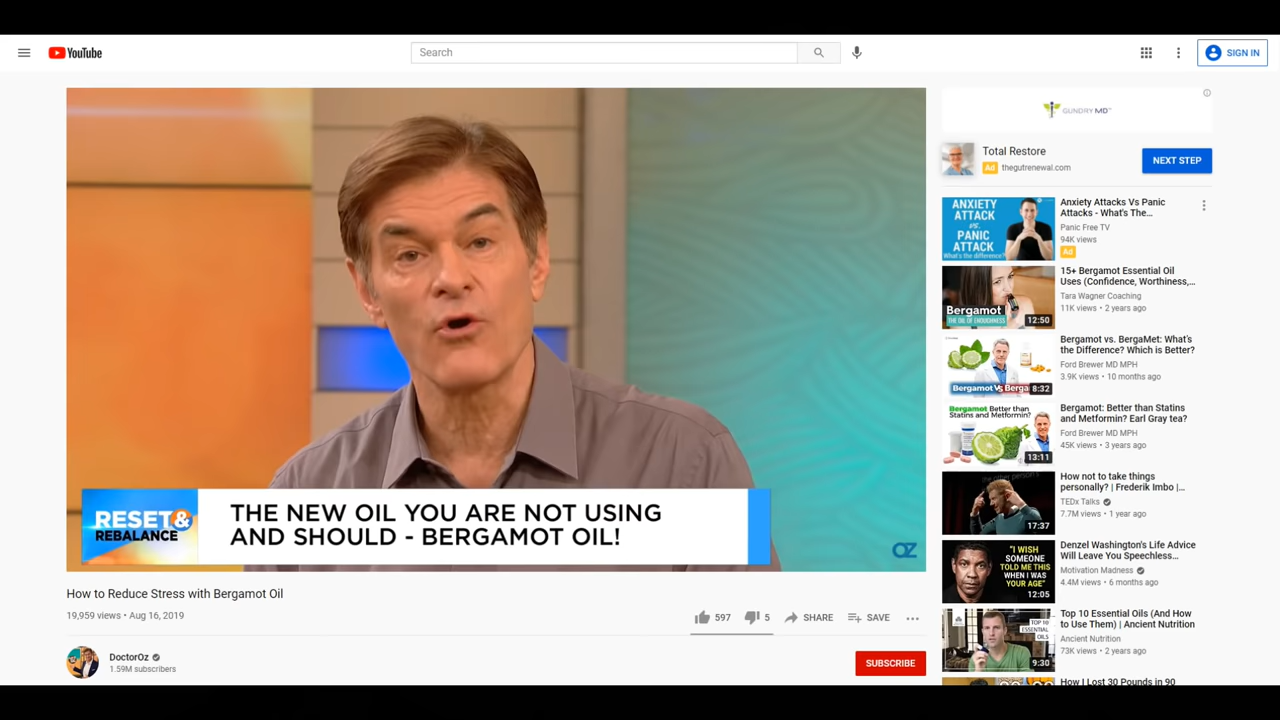 YouTube
Search
SIGN IN
THE NEW OIL YOU ARE NOT USING
AND SHOULD - BERGAMOT OIL!
RESET&
REBALANCE
OZ
How to Reduce Stress with Bergamot Oil
19,959 views • Aug 16, 2019
597
5
SHARE
SAVE
DoctorOz
1.59M subscribers
SUBSCRIBE
GUNDRY MD™
Total Restore
Ad thegutrenewal.com
NEXT STEP
ANXIETY
ATTACK
vs.
PANIC
ATTACK
What's the difference?
Anxiety Attacks Vs Panic
Attacks - What's The…
Panic Free TV
94K views
Ad
Bergamot
THE OIL OF ENOUGHNESS
12:50
15+ Bergamot Essential Oil
Uses (Confidence, Worthiness,…
Tara Wagner Coaching
11K views • 2 years ago
Bergamot Vs Berga
8:32
Bergamot vs. BergaMet: What's
the Difference? Which is Better?
Ford Brewer MD MPH
3.9K views • 10 months ago
Bergamot Better than
Statins and Metformin?
13:11
Bergamot: Better than Statins
and Metformin? Earl Gray tea?
Ford Brewer MD MPH
45K views • 3 years ago
17:37
How not to take things
personally? | Frederik Imbo |…
TEDx Talks
7.7M views • 1 year ago
"I WISH
SOMEONE
TOLD ME THIS
WHEN I WAS
YOUR AGE"
12:05
Denzel Washington's Life Advice
Will Leave You Speechless…
Motivation Madness
4.4M views • 6 months ago
TOP 10
ESSENTIAL
OILS
9:30
Top 10 Essential Oils (And How
to Use Them) | Ancient Nutrition
Ancient Nutrition
73K views • 2 years ago
How I Lost 30 Pounds in 90